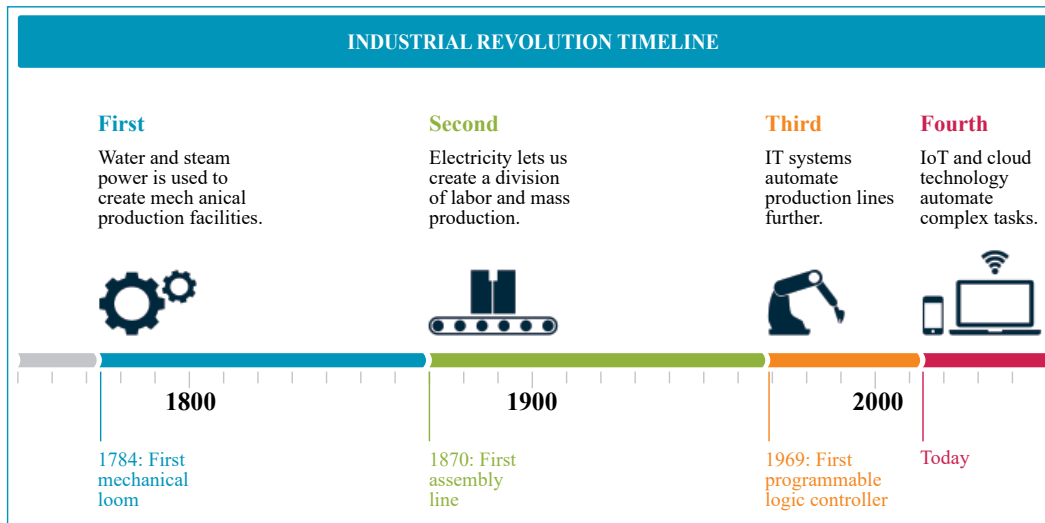 INDUSTRIAL REVOLUTION TIMELINE
First
Water and steam
power is used to
create mech anical
production facilities.
Second
Electricity lets us
create a division
of labor and mass
production.
Third
IT systems
automate
production lines
further.
Fourth
IoT and cloud
technology
automate
complex tasks.
1800
1900
2000
1784: First
mechanical
loom
1870: First
assembly
line
1969: First
programmable
logic controller
Today